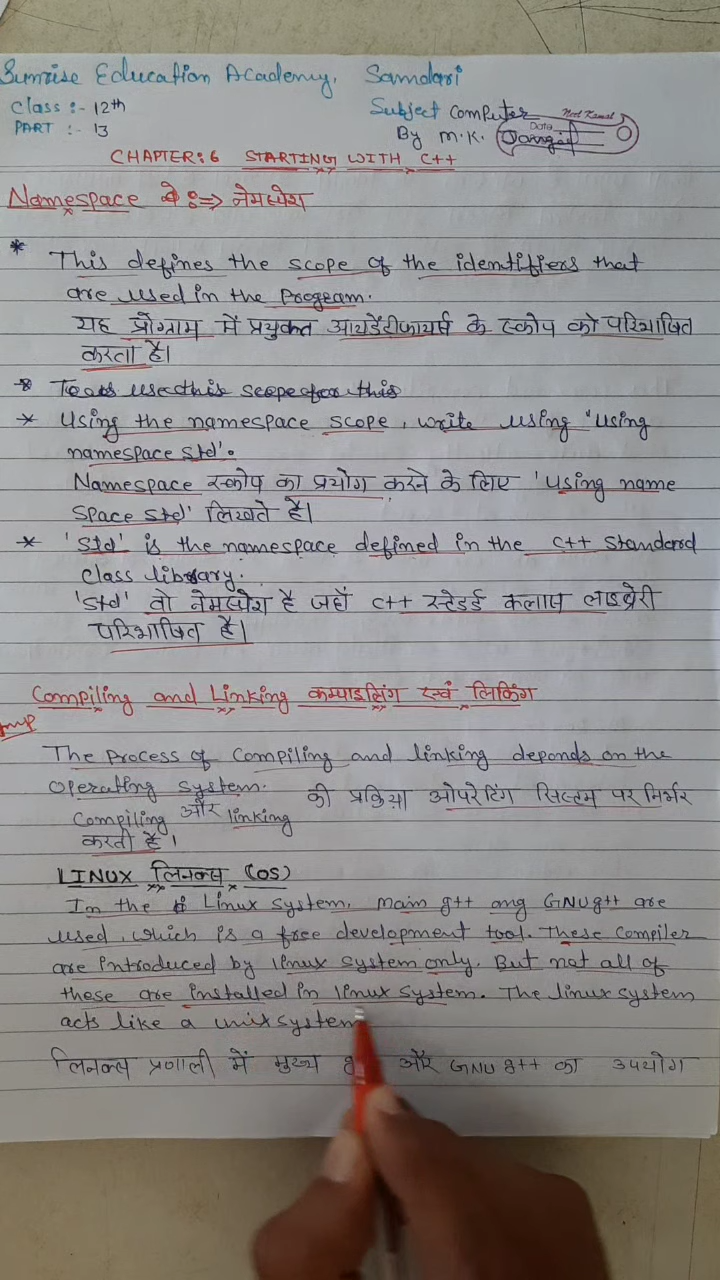 Sunrise Education Academy, Samdari
Class :- 12th
Subject Computer
Neel Kamal
PART :- 13
By M.K. Dangi
Date
CHAPTER: 6 STARTING WITH C++
Namespace के :=> नेमस्पेश
* This defines the scope of the identifiers that
are used in the Program.
यह प्रोग्राम में प्रयुक्त आयडेंटीफायर्स के स्कोप को परिभाषित
करता है।
* Using the namespace scope, write using 'using
namespace std'.
Namespace स्कोप का प्रयोग करने के लिए 'using name
space std' लिखते है।
* 'std' is the namespace defined in the C++ standard
class library.
'std' वो नेमस्पेश है जहाँ C++ स्टेडर्ड क्लास लाइब्रेरी
परिभाषित है।
Compiling and Linking कम्पाइलिंग एवं लिकिंग
Imp
The Process of Compiling and linking depends on the
Operating System.
Compiling और linking की प्रक्रिया ओपरेटिंग सिस्टम पर निर्भर
करती है।
LINUX लिनक्स (OS)
In the Linux System, main g++ ang GNU g++ are
used, which is a free development tool. These Compiler
are introduced by linux system only. But not all of
these are installed in linux system. The linux system
acts like a unix system
लिनक्स प्रणाली में मुख्य g और GNU g++ का उपयोग